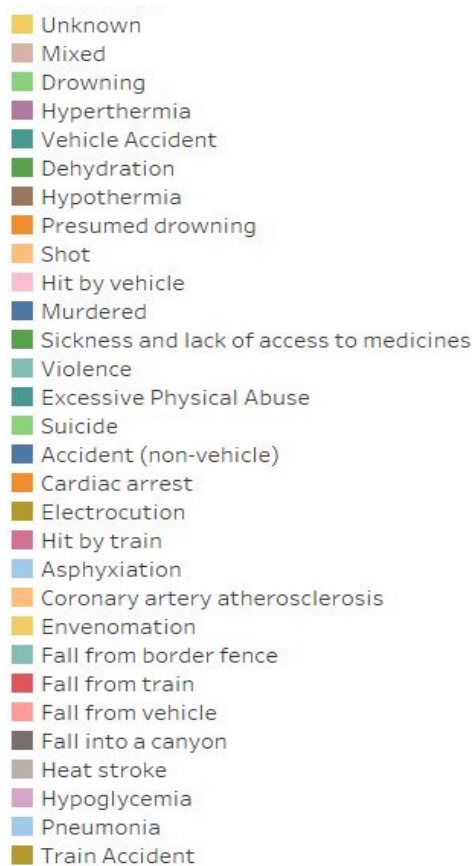 Unknown
Mixed
Drowning
Hyperthermia
Vehicle Accident
Dehydration
Hypothermia
Presumed drowning
Shot
Hit by vehicle
Murdered
Sickness and lack of access to medicines
Violence
Excessive Physical Abuse
Suicide
Accident (non-vehicle)
Cardiac arrest
Electrocution
Hit by train
Asphyxiation
Coronary artery atherosclerosis
Envenomation
Fall from border fence
Fall from train
Fall from vehicle
Fall into a canyon
Heat stroke
Hypoglycemia
Pneumonia
Train Accident